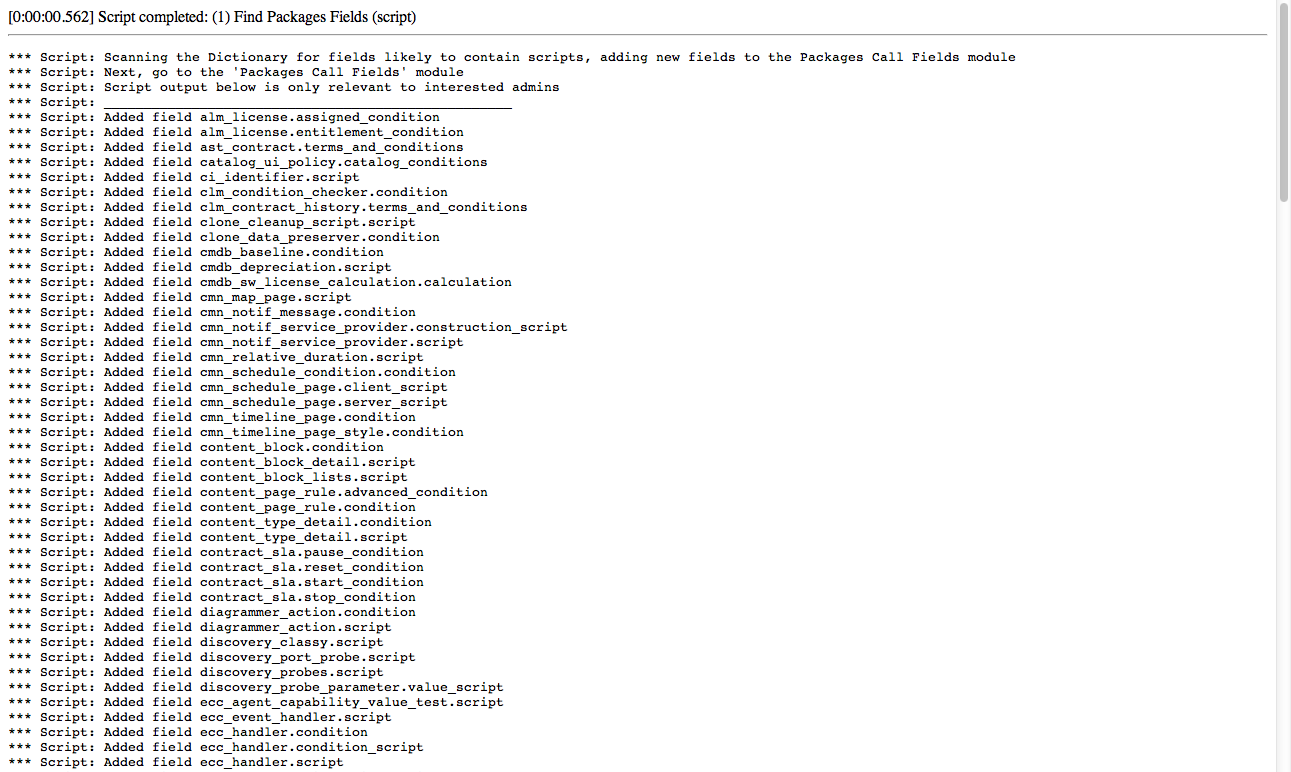 [0:00:00.562] Script completed: (1) Find Packages Fields (script)
*** Script: Scanning the Dictionary for fields likely to contain scripts, adding new fields to the Packages Call Fields module
*** Script: Next, go to the 'Packages Call Fields' module
*** Script: Script output below is only relevant to interested admins
*** Script: ___________________________________________________
*** Script: Added field alm_license.assigned_condition
*** Script: Added field alm_license.entitlement_condition
*** Script: Added field ast_contract.terms_and_conditions
*** Script: Added field catalog_ui_policy.catalog_conditions
*** Script: Added field ci_identifier.script
*** Script: Added field clm_condition_checker.condition
*** Script: Added field clm_contract_history.terms_and_conditions
*** Script: Added field clone_cleanup_script.script
*** Script: Added field clone_data_preserver.condition
*** Script: Added field cmdb_baseline.condition
*** Script: Added field cmdb_depreciation.script
*** Script: Added field cmdb_sw_license_calculation.calculation
*** Script: Added field cmn_map_page.script
*** Script: Added field cmn_notif_message.condition
*** Script: Added field cmn_notif_service_provider.construction_script
*** Script: Added field cmn_notif_service_provider.script
*** Script: Added field cmn_relative_duration.script
*** Script: Added field cmn_schedule_condition.condition
*** Script: Added field cmn_schedule_page.client_script
*** Script: Added field cmn_schedule_page.server_script
*** Script: Added field cmn_timeline_page.condition
*** Script: Added field cmn_timeline_page_style.condition
*** Script: Added field content_block.condition
*** Script: Added field content_block_detail.script
*** Script: Added field content_block_lists.script
*** Script: Added field content_page_rule.advanced_condition
*** Script: Added field content_page_rule.condition
*** Script: Added field content_type_detail.condition
*** Script: Added field content_type_detail.script
*** Script: Added field contract_sla.pause_condition
*** Script: Added field contract_sla.reset_condition
*** Script: Added field contract_sla.start_condition
*** Script: Added field contract_sla.stop_condition
*** Script: Added field diagrammer_action.condition
*** Script: Added field diagrammer_action.script
*** Script: Added field discovery_classy.script
*** Script: Added field discovery_port_probe.script
*** Script: Added field discovery_probes.script
*** Script: Added field discovery_probe_parameter.value_script
*** Script: Added field ecc_agent_capability_value_test.script
*** Script: Added field ecc_event_handler.script
*** Script: Added field ecc_handler.condition
*** Script: Added field ecc_handler.condition_script
*** Script: Added field ecc_handler.script